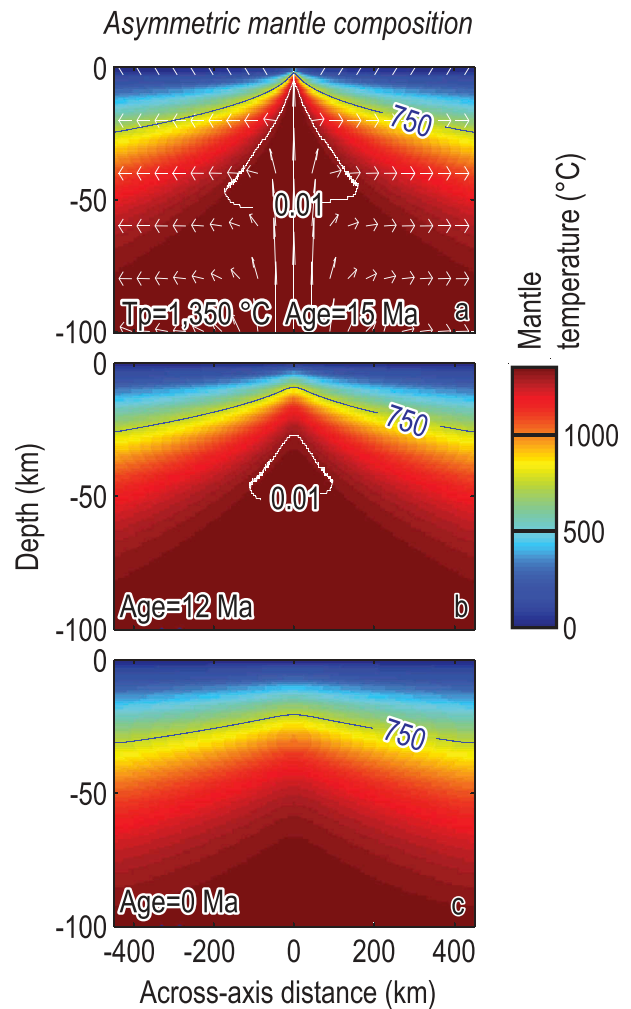 Asymmetric mantle composition
0
-50
-100
750
0.01
Tp=1,350 °C Age=15 Ma
a
0
-50
-100
750
0.01
Age=12 Ma
b
0
-50
-100
750
Age=0 Ma
c
-400 -200 0 200 400
Across-axis distance (km)
Depth (km)
Mantle
temperature (°C)
1000
500
0